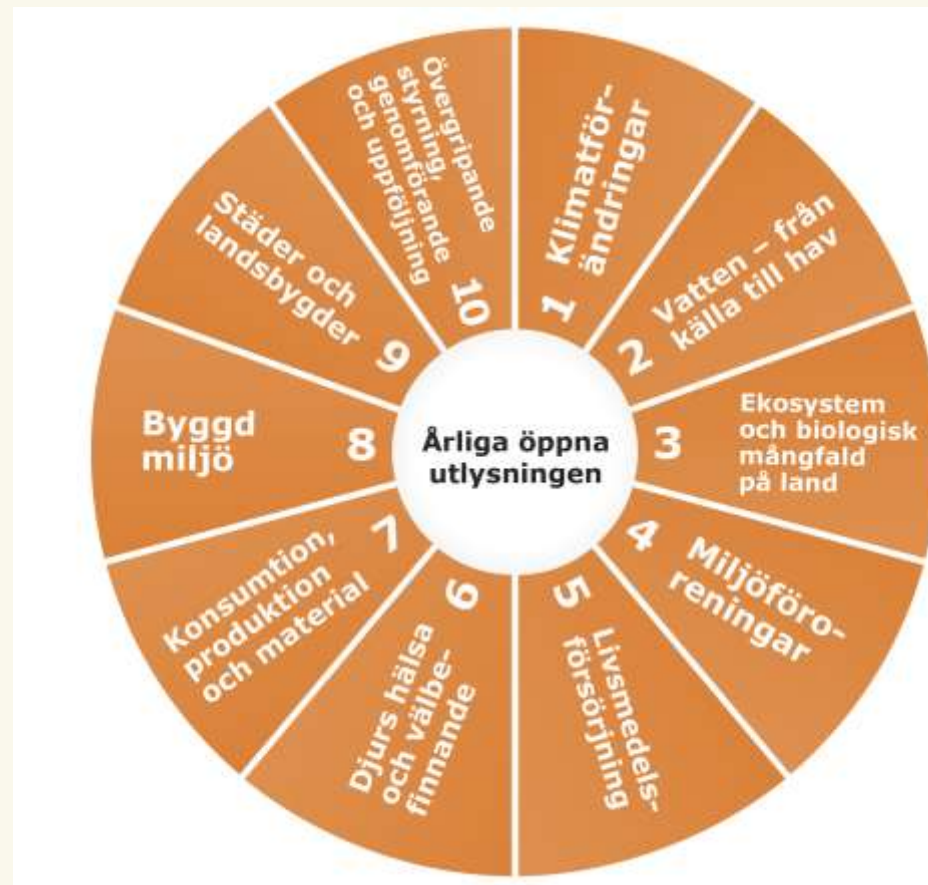 Årliga öppna
utlysningen
1
Klimatför-
ändringar
2
Vatten – från
källa till hav
3
Ekosystem
och biologisk
mångfald
på land
4
Miljöföro-
reningar
5
Livsmedels-
försörjning
6
Djurs hälsa
och välbe-
finnande
7
Konsumtion,
produktion
och material
8
Byggd
miljö
9
Städer och
landsbygder
10
Övergripande
styrning,
genomförande
och uppföljning